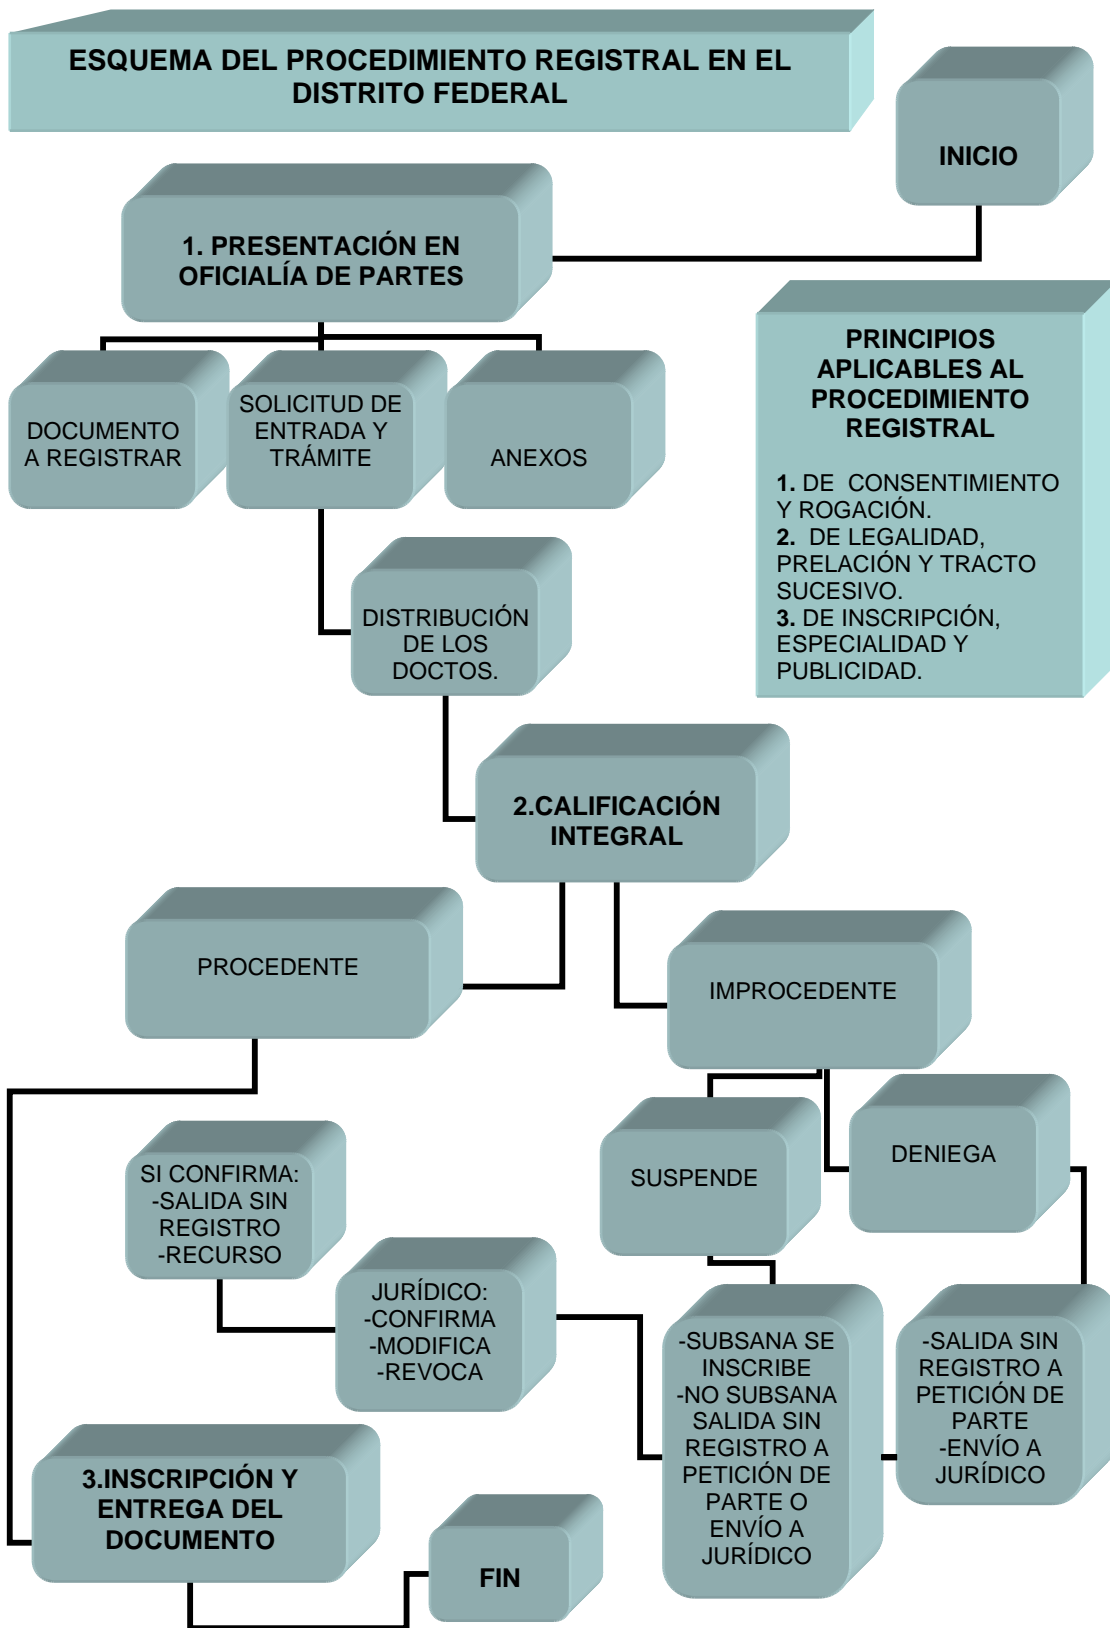 ESQUEMA DEL PROCEDIMIENTO REGISTRAL EN EL
DISTRITO FEDERAL
INICIO
1. PRESENTACIÓN EN
OFICIALÍA DE PARTES
DOCUMENTO
A REGISTRAR
SOLICITUD DE
ENTRADA Y
TRÁMITE
ANEXOS
PRINCIPIOS
APLICABLES AL
PROCEDIMIENTO
REGISTRAL
1. DE CONSENTIMIENTO
Y ROGACIÓN.
2. DE LEGALIDAD,
PRELACIÓN Y TRACTO
SUCESIVO.
3. DE INSCRIPCIÓN,
ESPECIALIDAD Y
PUBLICIDAD.
DISTRIBUCIÓN
DE LOS
DOCTOS.
2.CALIFICACIÓN
INTEGRAL
PROCEDENTE
IMPROCEDENTE
SUSPENDE
DENIEGA
SI CONFIRMA:
-SALIDA SIN
REGISTRO
-RECURSO
JURÍDICO:
-CONFIRMA
-MODIFICA
-REVOCA
-SUBSANA SE
INSCRIBE
-NO SUBSANA
SALIDA SIN
REGISTRO A
PETICIÓN DE
PARTE O
ENVÍO A
JURÍDICO
-SALIDA SIN
REGISTRO A
PETICIÓN DE
PARTE
-ENVÍO A
JURÍDICO
3.INSCRIPCIÓN Y
ENTREGA DEL
DOCUMENTO
FIN